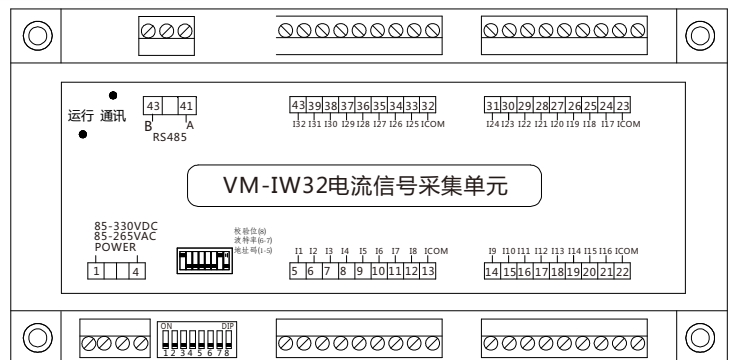 运行 通讯
43 41
B A
RS485
43 39 38 37 36 35 34 33 32
I32 I31 I30 I29 I28 I27 I26 I25 ICOM
31 30 29 28 27 26 25 24 23
I24 I23 I22 I21 I20 I19 I18 I17 ICOM
VM-IW32电流信号采集单元
85-330VDC
85-265VAC
POWER
1 4
校验位(8)
波特率(6-7)
地址码(1-5)
I1 I2 I3 I4 I5 I6 I7 I8 ICOM
5 6 7 8 9 10 11 12 13
I9 I10 I11 I12 I13 I14 I15 I16 ICOM
14 15 16 17 18 19 20 21 22
ON DIP
1 2 3 4 5 6 7 8